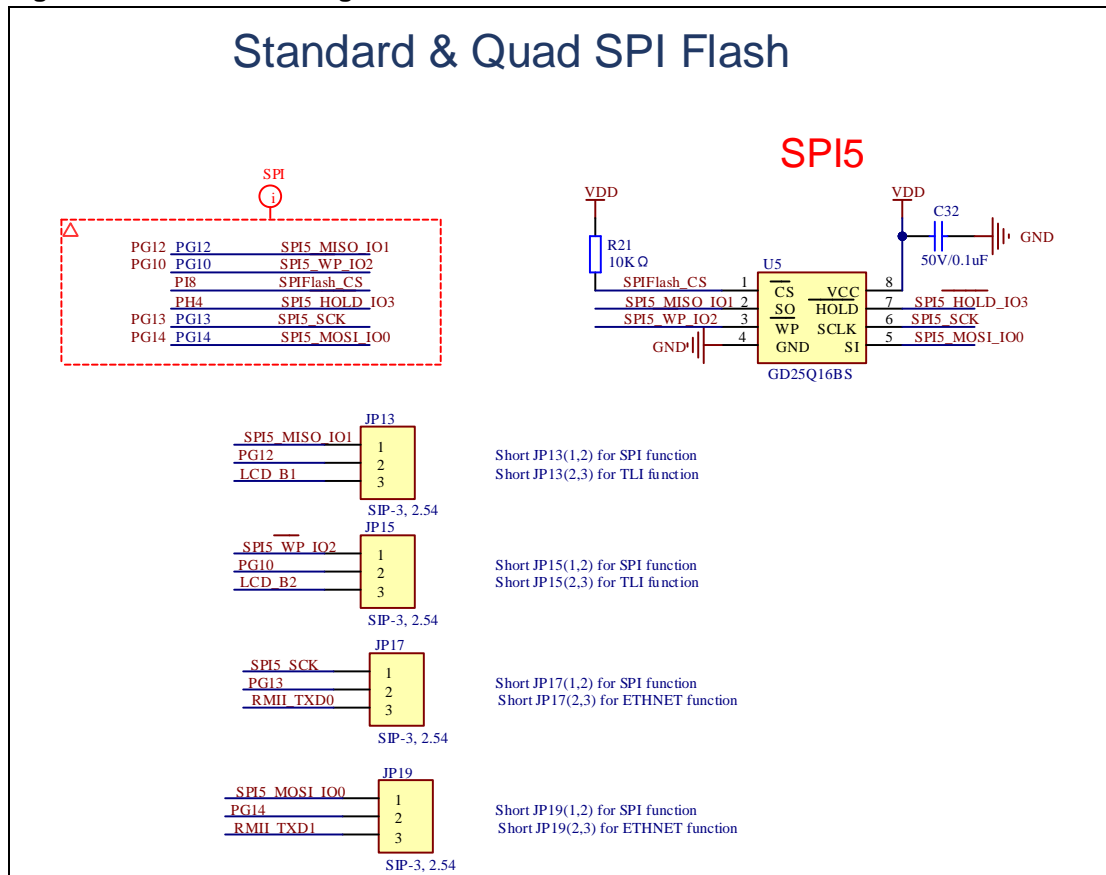 Standard & Quad SPI Flash
SPI
i
PG12 PG12 SPI5_MISO_IO1
PG10 PG10 SPI5_WP_IO2
PI8 SPIFlash_CS
PH4 SPI5_HOLD_IO3
PG13 PG13 SPI5_SCK
PG14 PG14 SPI5_MOSI_IO0
SPI5
VDD
VDD
C32
GND
50V/0.1uF
R21
10KΩ
U5
SPIFlash_CS 1 CS VCC 8
SPI5_MISO_IO1 2 SO HOLD 7 SPI5_HOLD_IO3
SPI5_WP_IO2 3 WP SCLK 6 SPI5_SCK
GND 4 GND SI 5 SPI5_MOSI_IO0
GD25Q16BS
JP13
SPI5_MISO_IO1 1
PG12 2
LCD_B1 3
SIP-3, 2.54
Short JP13(1,2) for SPI function
Short JP13(2,3) for TLI function
JP15
SPI5_WP_IO2 1
PG10 2
LCD_B2 3
SIP-3, 2.54
Short JP15(1,2) for SPI function
Short JP15(2,3) for TLI function
JP17
SPI5_SCK 1
PG13 2
RMII_TXD0 3
SIP-3, 2.54
Short JP17(1,2) for SPI function
Short JP17(2,3) for ETHNET function
JP19
SPI5_MOSI_IO0 1
PG14 2
RMII_TXD1 3
SIP-3, 2.54
Short JP19(1,2) for SPI function
Short JP19(2,3) for ETHNET function